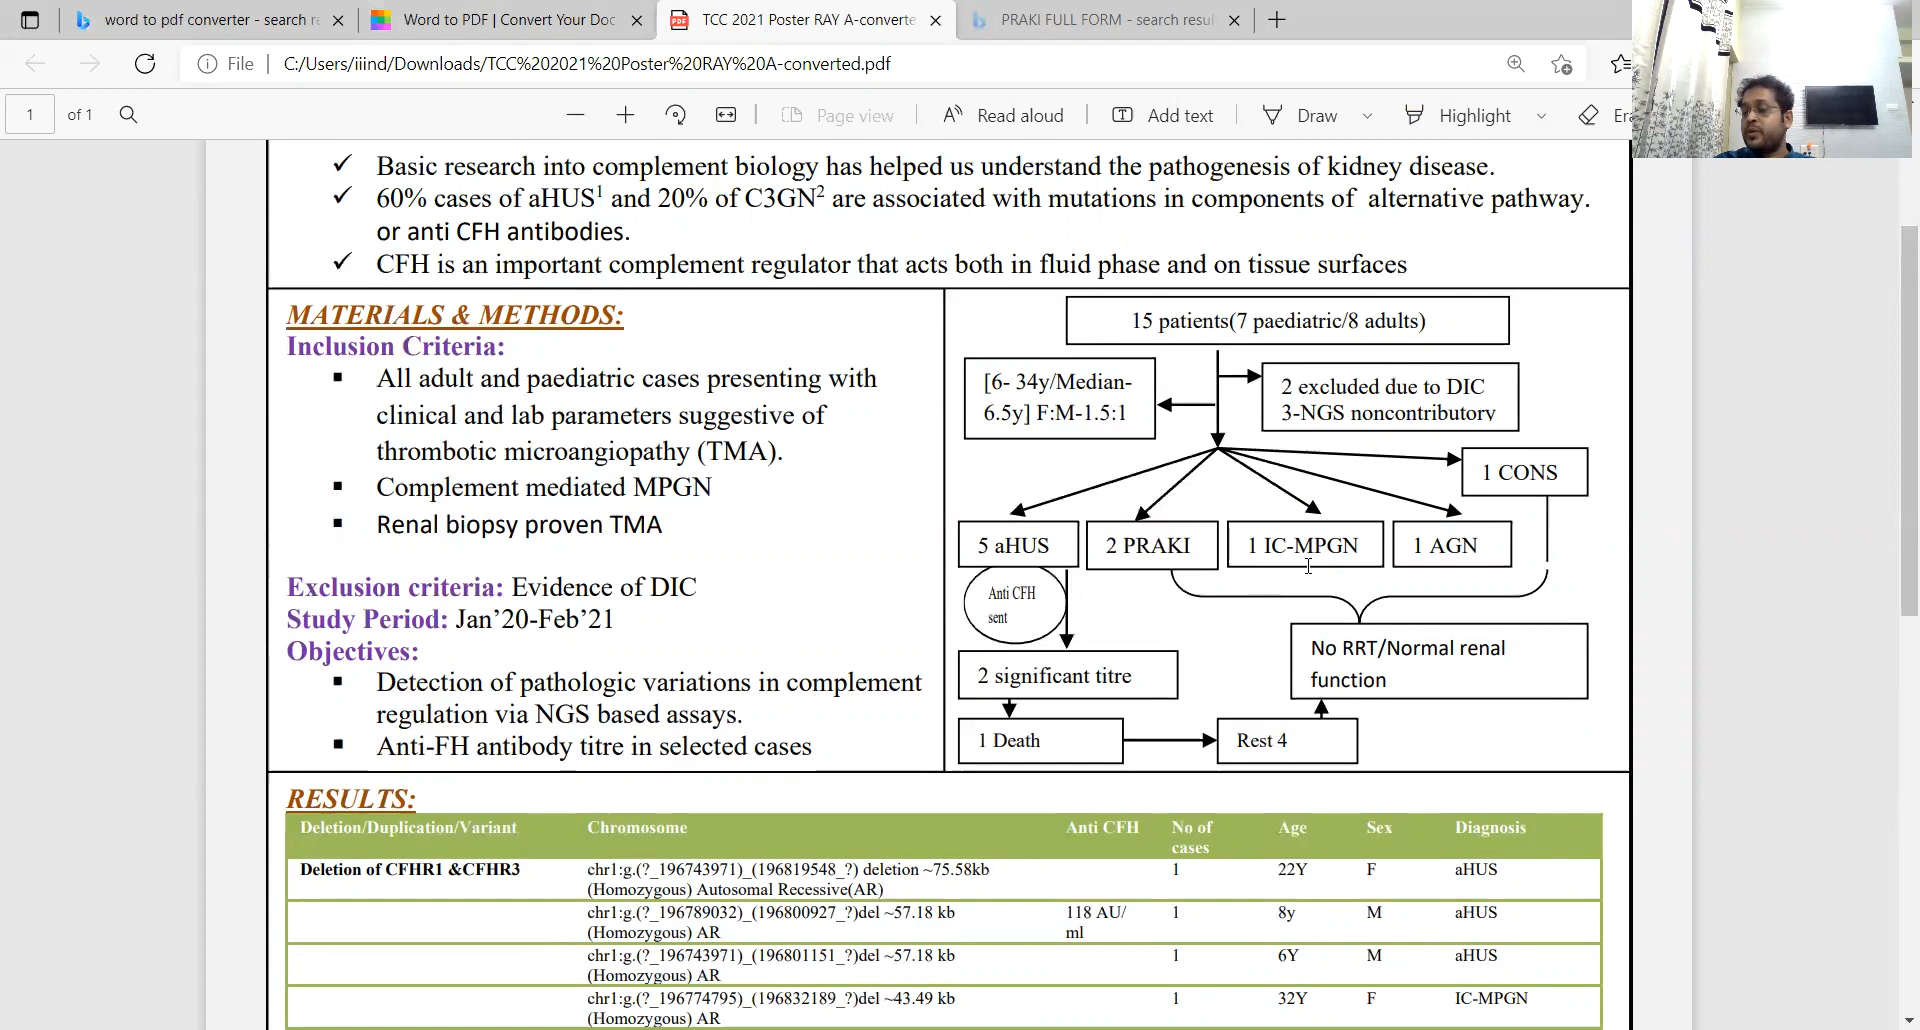 word to pdf converter - search re
Word to PDF | Convert Your Doc
TCC 2021 Poster RAY A-converte
PRAKI FULL FORM - search resul
File
C:/Users/iiind/Downloads/TCC%202021%20Poster%20RAY%20A-converted.pdf
1 of 1
Page view
Read aloud
Add text
Draw
Highlight
Era
✓ Basic research into complement biology has helped us understand the pathogenesis of kidney disease.
✓ 60% cases of aHUS¹ and 20% of C3GN² are associated with mutations in components of alternative pathway.
or anti CFH antibodies.
✓ CFH is an important complement regulator that acts both in fluid phase and on tissue surfaces
MATERIALS & METHODS:
Inclusion Criteria:
▪ All adult and paediatric cases presenting with
clinical and lab parameters suggestive of
thrombotic microangiopathy (TMA).
▪ Complement mediated MPGN
▪ Renal biopsy proven TMA
Exclusion criteria: Evidence of DIC
Study Period: Jan’20-Feb’21
Objectives:
▪ Detection of pathologic variations in complement
regulation via NGS based assays.
▪ Anti-FH antibody titre in selected cases
15 patients(7 paediatric/8 adults)
[6- 34y/Median-
6.5y] F:M-1.5:1
2 excluded due to DIC
3-NGS noncontributory
1 CONS
5 aHUS
2 PRAKI
1 IC-MPGN
1 AGN
Anti CFH
sent
2 significant titre
No RRT/Normal renal
function
1 Death
Rest 4
RESULTS:
Deletion/Duplication/Variant Chromosome Anti CFH No of Age Sex Diagnosis
cases
Deletion of CFHR1 &CFHR3 chr1:g.(?_196743971)_(196819548_?) deletion ~75.58kb 1 22Y F aHUS
(Homozygous) Autosomal Recessive(AR)
chr1:g.(?_196789032)_(196800927_?)del ~57.18 kb 118 AU/ 1 8y M aHUS
(Homozygous) AR ml
chr1:g.(?_196743971)_(196801151_?)del ~57.18 kb 1 6Y M aHUS
(Homozygous) AR
chr1:g.(?_196774795)_(196832189_?)del ~43.49 kb 1 32Y F IC-MPGN
(Homozygous) AR